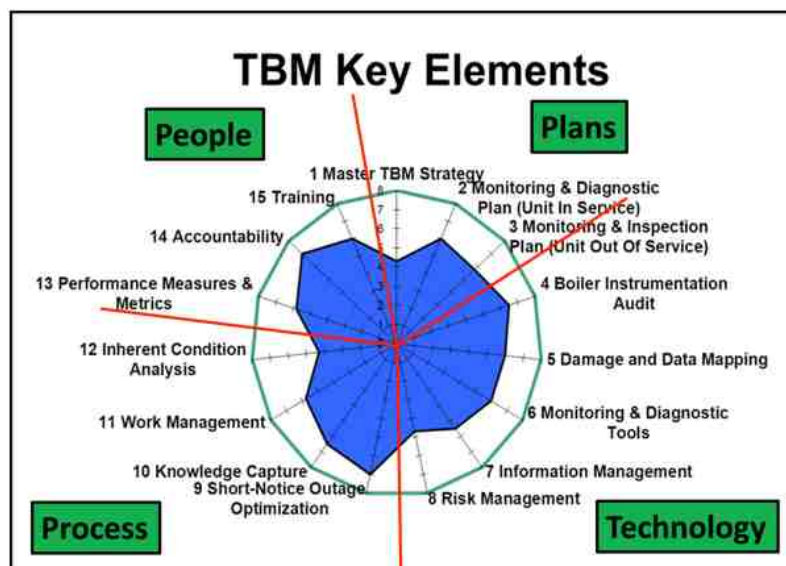 TBM Key Elements
People
Plans
1 Master TBM Strategy
2 Monitoring & Diagnostic
Plan (Unit In Service)
3 Monitoring & Inspection
Plan (Unit Out Of Service)
4 Boiler Instrumentation
Audit
5 Damage and Data Mapping
6 Monitoring & Diagnostic
Tools
7 Information Management
8 Risk Management
9 Short-Notice Outage
Optimization
10 Knowledge Capture
11 Work Management
12 Inherent Condition
Analysis
13 Performance Measures &
Metrics
14 Accountability
15 Training
8
7
6
Process
Technology